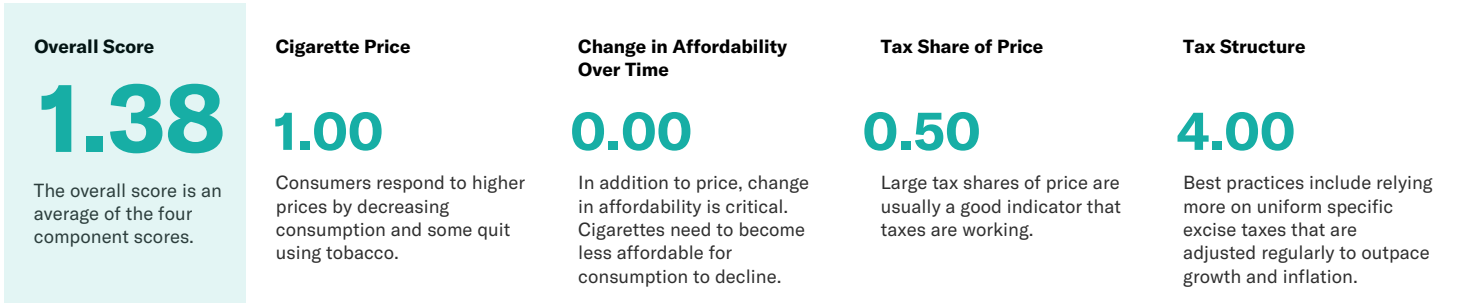 Overall Score
1.38
The overall score is an
average of the four
component scores.
Cigarette Price
1.00
Consumers respond to higher
prices by decreasing
consumption and some quit
using tobacco.
Change in Affordability
Over Time
0.00
In addition to price, change
in affordability is critical.
Cigarettes need to become
less affordable for
consumption to decline.
Tax Share of Price
0.50
Large tax shares of price are
usually a good indicator that
taxes are working.
Tax Structure
4.00
Best practices include relying
more on uniform specific
excise taxes that are
adjusted regularly to outpace
growth and inflation.